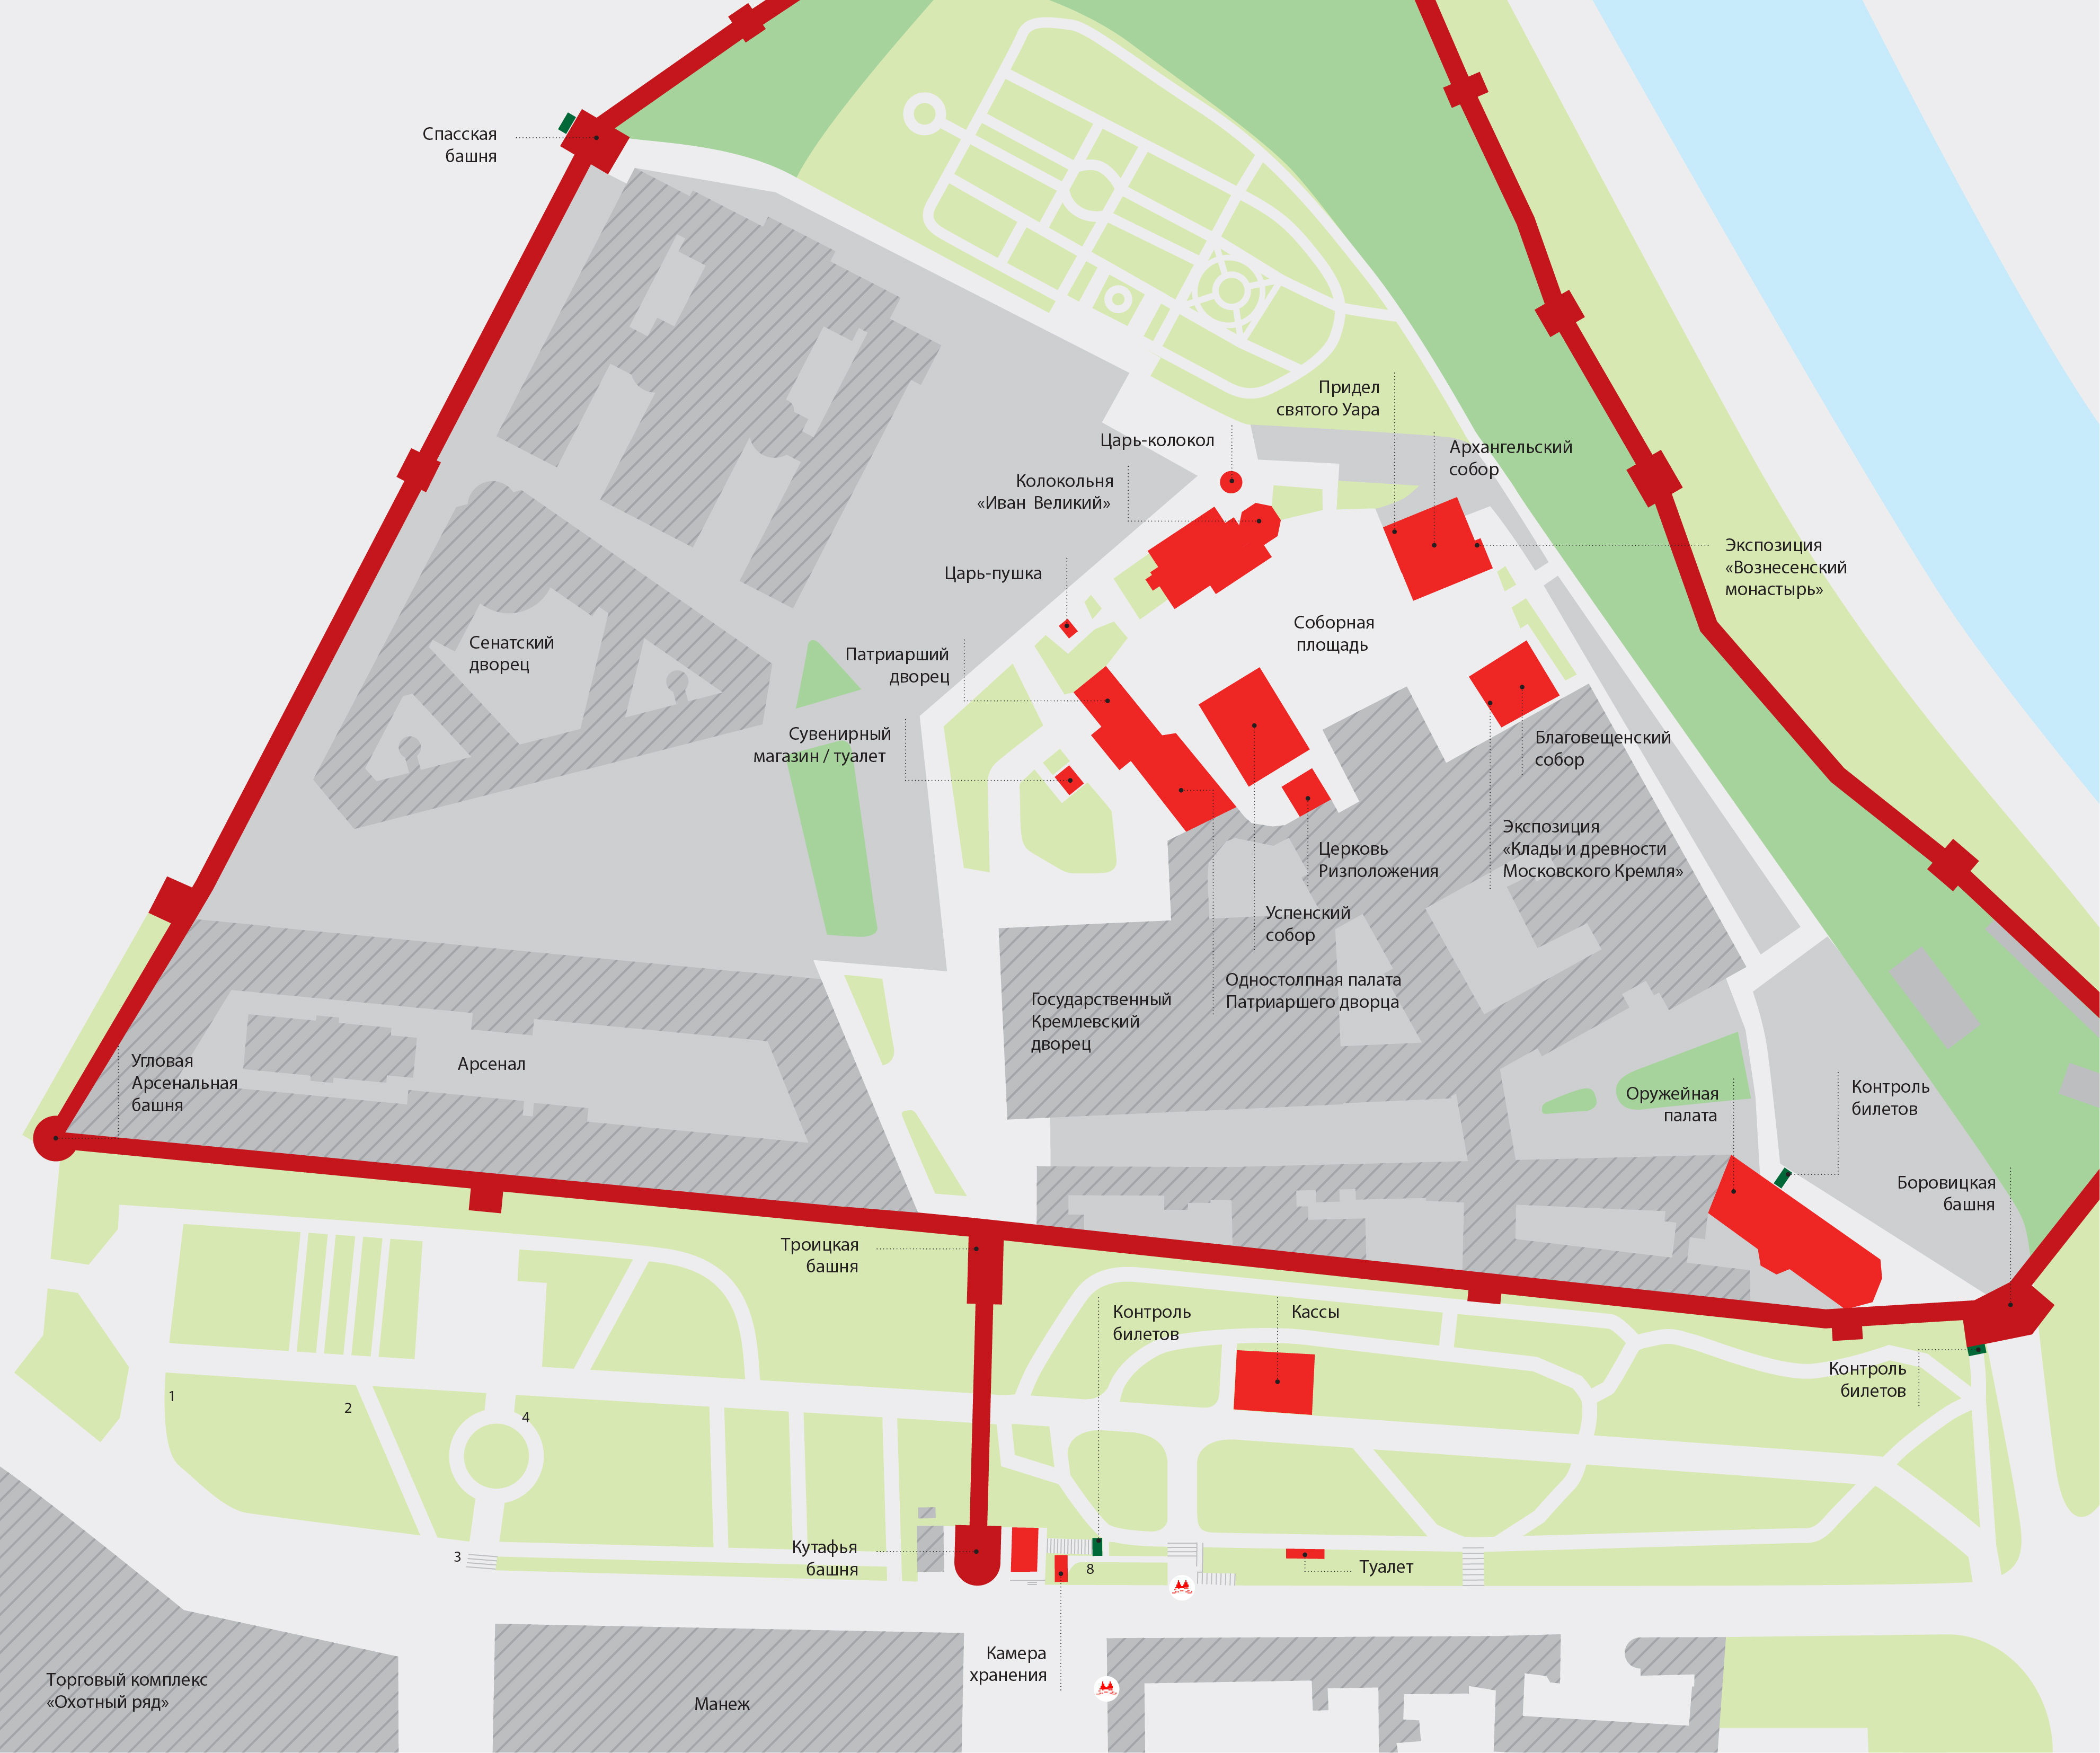 Спасская
башня
Придел
святого Уара
Царь-колокол
Архангельский
собор
Колокольня
«Иван Великий»
Экспозиция
«Вознесенский
монастырь»
Царь-пушка
Соборная
площадь
Сенатский
дворец
Патриарший
дворец
Сувенирный
магазин / туалет
Благовещенский
собор
Экспозиция
«Клады и древности
Московского Кремля»
Церковь
Ризположения
Успенский
собор
Одностолпная палата
Патриаршего дворца
Государственный
Кремлевский
дворец
Угловая
Арсенальная
башня
Арсенал
Оружейная
палата
Контроль
билетов
Боровицкая
башня
Троицкая
башня
Контроль
билетов
Кассы
Контроль
билетов
1
2
4
3
Кутафья
башня
8
Туалет
Камера
хранения
Торговый комплекс
«Охотный ряд»
Манеж